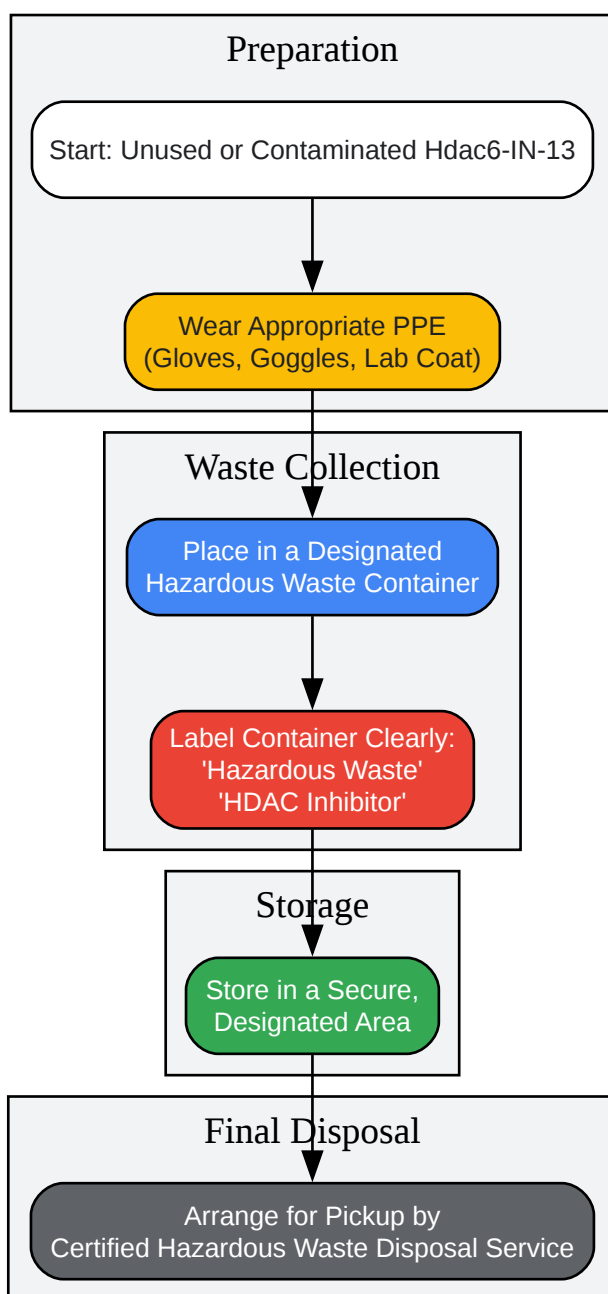 Preparation
Start: Unused or Contaminated Hdac6-IN-13
Wear Appropriate PPE
(Gloves, Goggles, Lab Coat)
Waste Collection
Place in a Designated
Hazardous Waste Container
Label Container Clearly:
'Hazardous Waste'
'HDAC Inhibitor'
Storage
Store in a Secure,
Designated Area
Final Disposal
Arrange for Pickup by
Certified Hazardous Waste Disposal Service